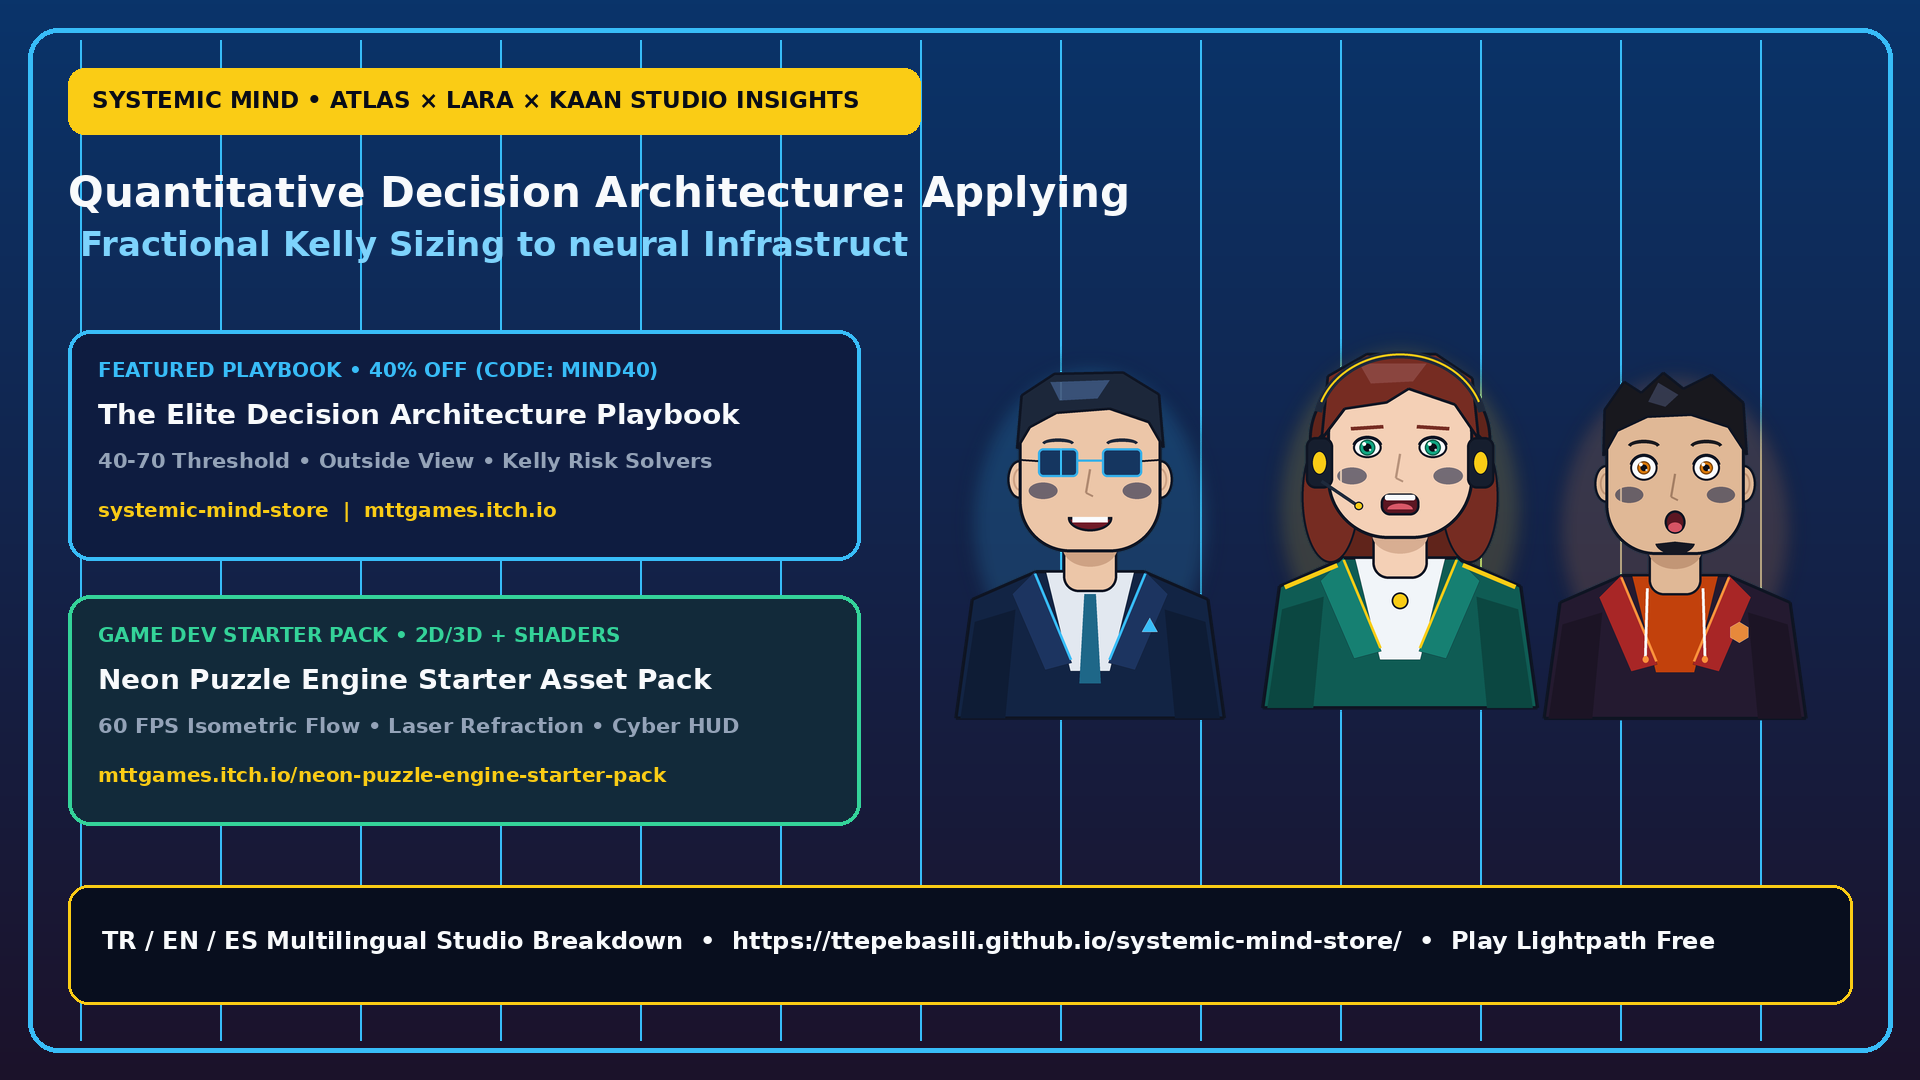 SYSTEMIC MIND • ATLAS × LARA × KAAN STUDIO INSIGHTS
Quantitative Decision Architecture: Applying
Fractional Kelly Sizing to neural Infrastruct
FEATURED PLAYBOOK • 40% OFF (CODE: MIND40)
The Elite Decision Architecture Playbook
40-70 Threshold • Outside View • Kelly Risk Solvers
systemic-mind-store | mttgames.itch.io
GAME DEV STARTER PACK • 2D/3D + SHADERS
Neon Puzzle Engine Starter Asset Pack
60 FPS Isometric Flow • Laser Refraction • Cyber HUD
mttgames.itch.io/neon-puzzle-engine-starter-pack
TR / EN / ES Multilingual Studio Breakdown • https://ttepebasili.github.io/systemic-mind-store/ • Play Lightpath Free